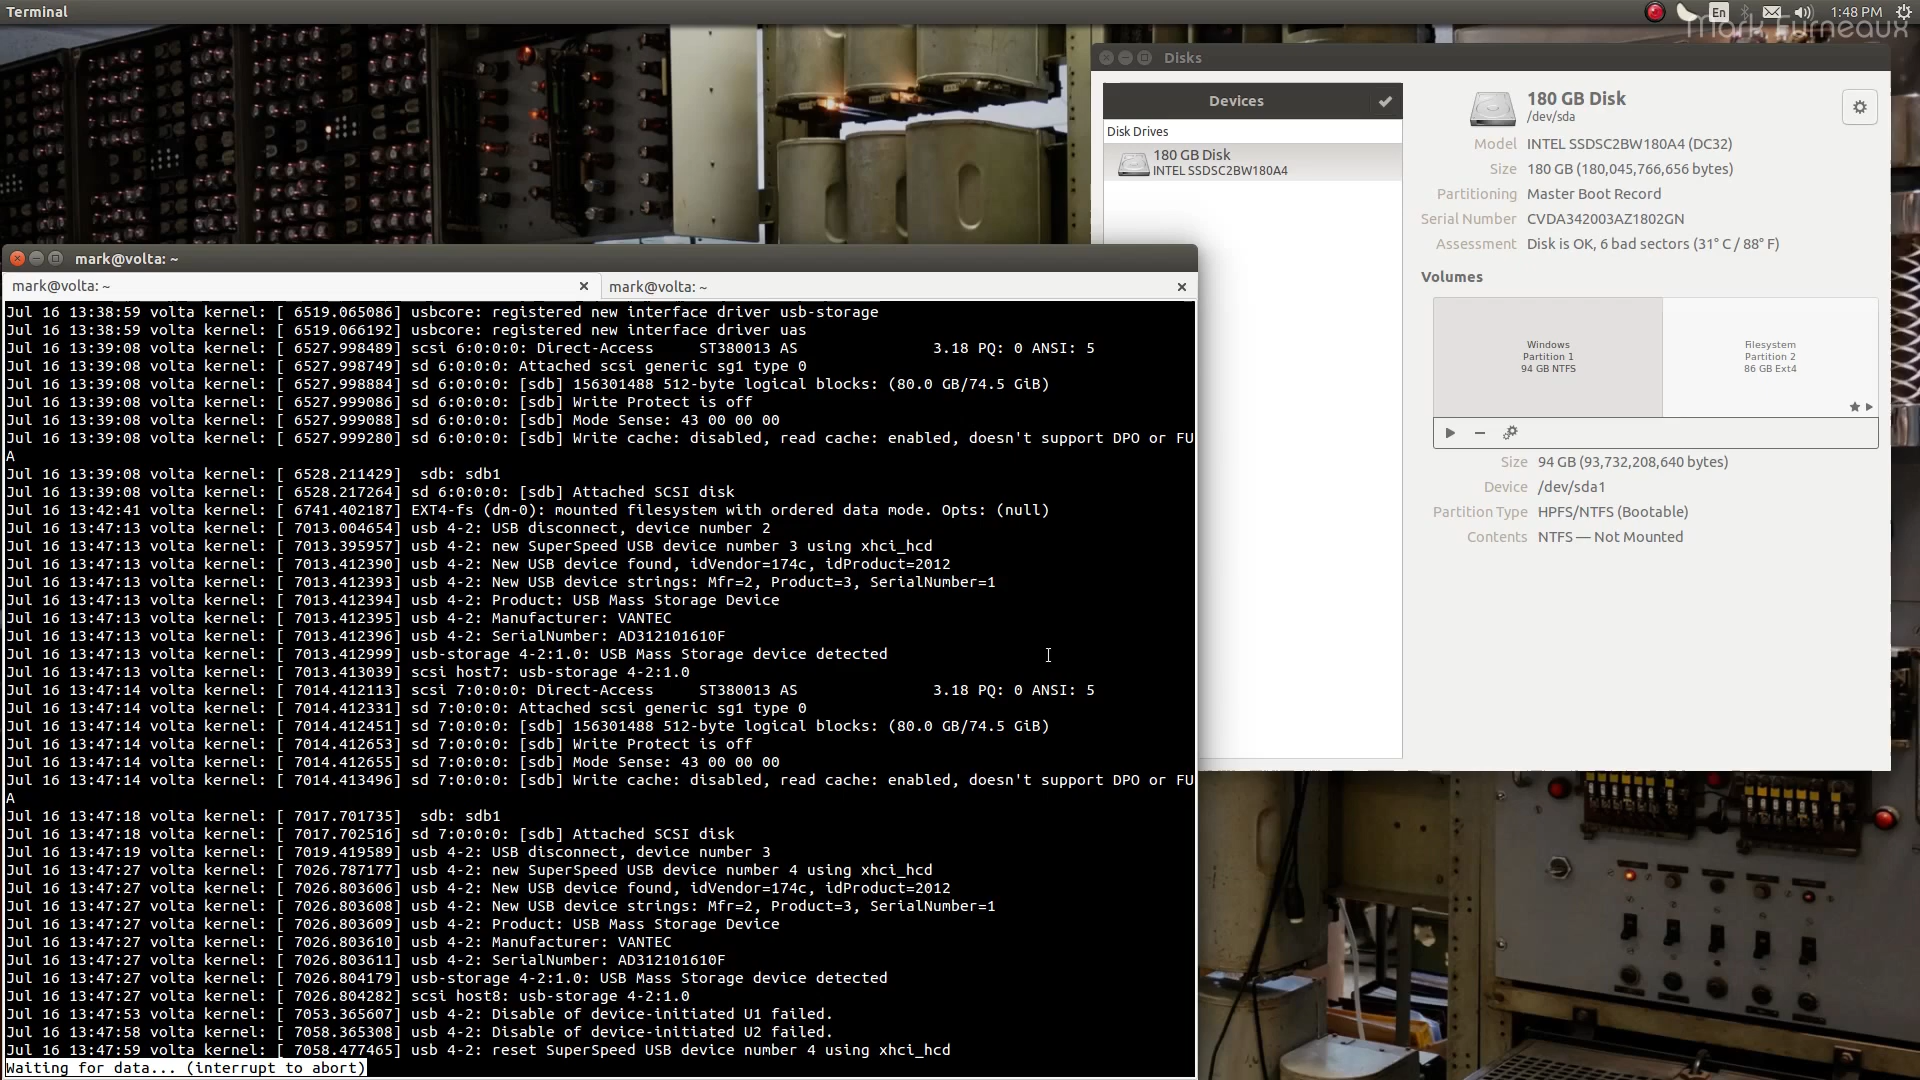 Terminal
En
1:48 PM
Mark Furneaux
Disks
Devices
Disk Drives
180 GB Disk
INTEL SSDSC2BW180A4
180 GB Disk
/dev/sda
Model INTEL SSDSC2BW180A4 (DC32)
Size 180 GB (180,045,766,656 bytes)
Partitioning Master Boot Record
Serial Number CVDA342003AZ1802GN
Assessment Disk is OK, 6 bad sectors (31° C / 88° F)
Volumes
Windows
Partition 1
94 GB NTFS
Filesystem
Partition 2
86 GB Ext4
Size 94 GB (93,732,208,640 bytes)
Device /dev/sda1
Partition Type HPFS/NTFS (Bootable)
Contents NTFS — Not Mounted
mark@volta: ~
mark@volta: ~
mark@volta: ~
Jul 16 13:38:59 volta kernel: [ 6519.065086] usbcore: registered new interface driver usb-storage
Jul 16 13:38:59 volta kernel: [ 6519.066192] usbcore: registered new interface driver uas
Jul 16 13:39:08 volta kernel: [ 6527.998489] scsi 6:0:0:0: Direct-Access     ST380013 AS               3.18 PQ: 0 ANSI: 5
Jul 16 13:39:08 volta kernel: [ 6527.998749] sd 6:0:0:0: Attached scsi generic sg1 type 0
Jul 16 13:39:08 volta kernel: [ 6527.998884] sd 6:0:0:0: [sdb] 156301488 512-byte logical blocks: (80.0 GB/74.5 GiB)
Jul 16 13:39:08 volta kernel: [ 6527.999086] sd 6:0:0:0: [sdb] Write Protect is off
Jul 16 13:39:08 volta kernel: [ 6527.999088] sd 6:0:0:0: [sdb] Mode Sense: 43 00 00 00
Jul 16 13:39:08 volta kernel: [ 6527.999280] sd 6:0:0:0: [sdb] Write cache: disabled, read cache: enabled, doesn't support DPO or FU
A
Jul 16 13:39:08 volta kernel: [ 6528.211429]  sdb: sdb1
Jul 16 13:39:08 volta kernel: [ 6528.217264] sd 6:0:0:0: [sdb] Attached SCSI disk
Jul 16 13:42:41 volta kernel: [ 6741.402187] EXT4-fs (dm-0): mounted filesystem with ordered data mode. Opts: (null)
Jul 16 13:47:13 volta kernel: [ 7013.004654] usb 4-2: USB disconnect, device number 2
Jul 16 13:47:13 volta kernel: [ 7013.395957] usb 4-2: new SuperSpeed USB device number 3 using xhci_hcd
Jul 16 13:47:13 volta kernel: [ 7013.412390] usb 4-2: New USB device found, idVendor=174c, idProduct=2012
Jul 16 13:47:13 volta kernel: [ 7013.412393] usb 4-2: New USB device strings: Mfr=2, Product=3, SerialNumber=1
Jul 16 13:47:13 volta kernel: [ 7013.412394] usb 4-2: Product: USB Mass Storage Device
Jul 16 13:47:13 volta kernel: [ 7013.412395] usb 4-2: Manufacturer: VANTEC
Jul 16 13:47:13 volta kernel: [ 7013.412396] usb 4-2: SerialNumber: AD312101610F
Jul 16 13:47:13 volta kernel: [ 7013.412999] usb-storage 4-2:1.0: USB Mass Storage device detected
Jul 16 13:47:13 volta kernel: [ 7013.413039] scsi host7: usb-storage 4-2:1.0
Jul 16 13:47:14 volta kernel: [ 7014.412113] scsi 7:0:0:0: Direct-Access     ST380013 AS               3.18 PQ: 0 ANSI: 5
Jul 16 13:47:14 volta kernel: [ 7014.412331] sd 7:0:0:0: Attached scsi generic sg1 type 0
Jul 16 13:47:14 volta kernel: [ 7014.412451] sd 7:0:0:0: [sdb] 156301488 512-byte logical blocks: (80.0 GB/74.5 GiB)
Jul 16 13:47:14 volta kernel: [ 7014.412653] sd 7:0:0:0: [sdb] Write Protect is off
Jul 16 13:47:14 volta kernel: [ 7014.412655] sd 7:0:0:0: [sdb] Mode Sense: 43 00 00 00
Jul 16 13:47:14 volta kernel: [ 7014.413496] sd 7:0:0:0: [sdb] Write cache: disabled, read cache: enabled, doesn't support DPO or FU
A
Jul 16 13:47:18 volta kernel: [ 7017.701735]  sdb: sdb1
Jul 16 13:47:18 volta kernel: [ 7017.702516] sd 7:0:0:0: [sdb] Attached SCSI disk
Jul 16 13:47:19 volta kernel: [ 7019.419589] usb 4-2: USB disconnect, device number 3
Jul 16 13:47:27 volta kernel: [ 7026.787177] usb 4-2: new SuperSpeed USB device number 4 using xhci_hcd
Jul 16 13:47:27 volta kernel: [ 7026.803606] usb 4-2: New USB device found, idVendor=174c, idProduct=2012
Jul 16 13:47:27 volta kernel: [ 7026.803608] usb 4-2: New USB device strings: Mfr=2, Product=3, SerialNumber=1
Jul 16 13:47:27 volta kernel: [ 7026.803609] usb 4-2: Product: USB Mass Storage Device
Jul 16 13:47:27 volta kernel: [ 7026.803610] usb 4-2: Manufacturer: VANTEC
Jul 16 13:47:27 volta kernel: [ 7026.803611] usb 4-2: SerialNumber: AD312101610F
Jul 16 13:47:27 volta kernel: [ 7026.804179] usb-storage 4-2:1.0: USB Mass Storage device detected
Jul 16 13:47:27 volta kernel: [ 7026.804282] scsi host8: usb-storage 4-2:1.0
Jul 16 13:47:53 volta kernel: [ 7053.365607] usb 4-2: Disable of device-initiated U1 failed.
Jul 16 13:47:58 volta kernel: [ 7058.365308] usb 4-2: Disable of device-initiated U2 failed.
Jul 16 13:47:59 volta kernel: [ 7058.477465] usb 4-2: reset SuperSpeed USB device number 4 using xhci_hcd
Waiting for data... (interrupt to abort)